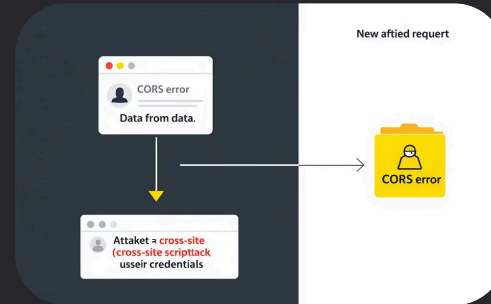 New aftied requert
CORS error
Data from data.
CORS error
Attaket a cross-site
(cross-site scripttack
usseir credentials